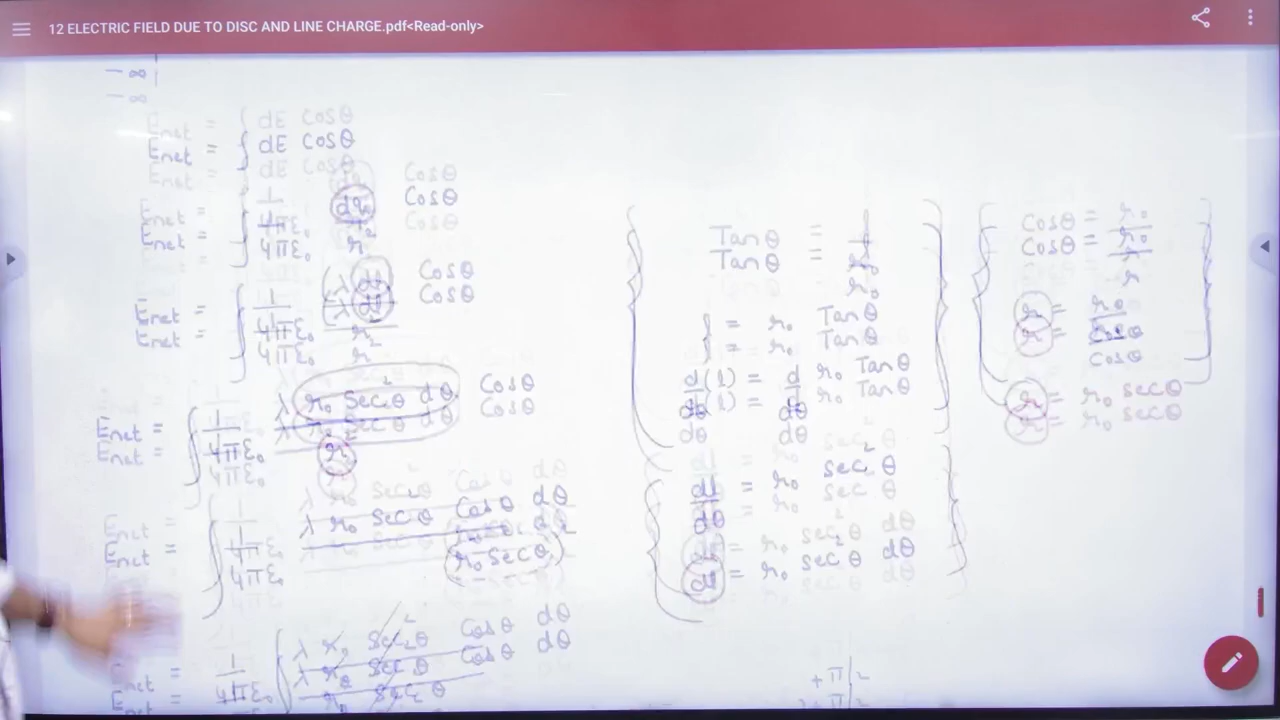 12 ELECTRIC FIELD DUE TO DISC AND LINE CHARGE.pdf<Read-only>
- ∞
Enet = ∫ dE Cosθ
Enet = ∫ 1/4πε₀ dq/r² Cosθ
Enet = ∫ 1/4πε₀ (λ dl)/r² Cosθ
Enet = ∫ 1/4πε₀ λ r₀ Sec²θ dθ/r² Cosθ
Enet = ∫ 1/4πε₀ λ r₀ Sec²θ Cosθ dθ/(r₀ Secθ)²
Enet = 1/4πε₀ ∫ λ r₀ Sec²θ Cosθ dθ
Tanθ = l/r₀
l = r₀ Tanθ
d(l)/dθ = d/dθ r₀ Tanθ
dl/dθ = r₀ sec²θ
dl = r₀ sec²θ dθ
Cosθ = r₀/r
r = r₀/Cosθ
r = r₀ secθ
+π/2